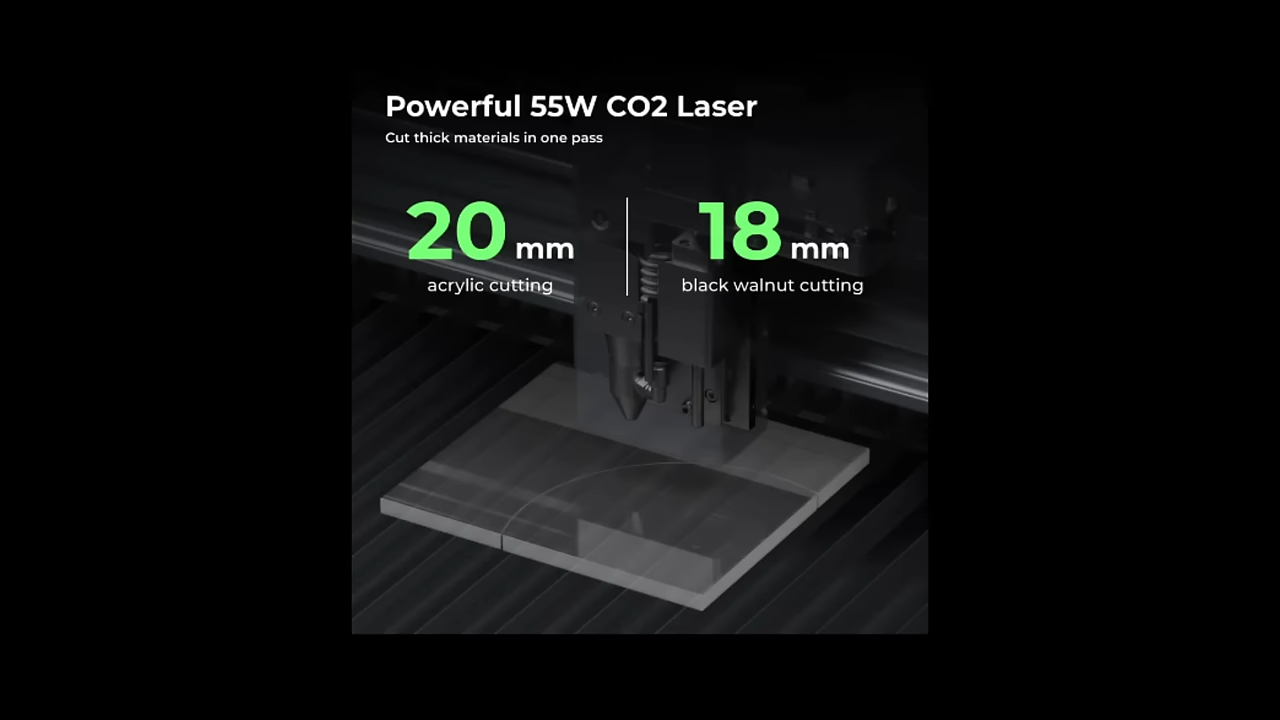 Powerful 55W CO2 Laser
Cut thick materials in one pass
20 mm
acrylic cutting
18 mm
black walnut cutting